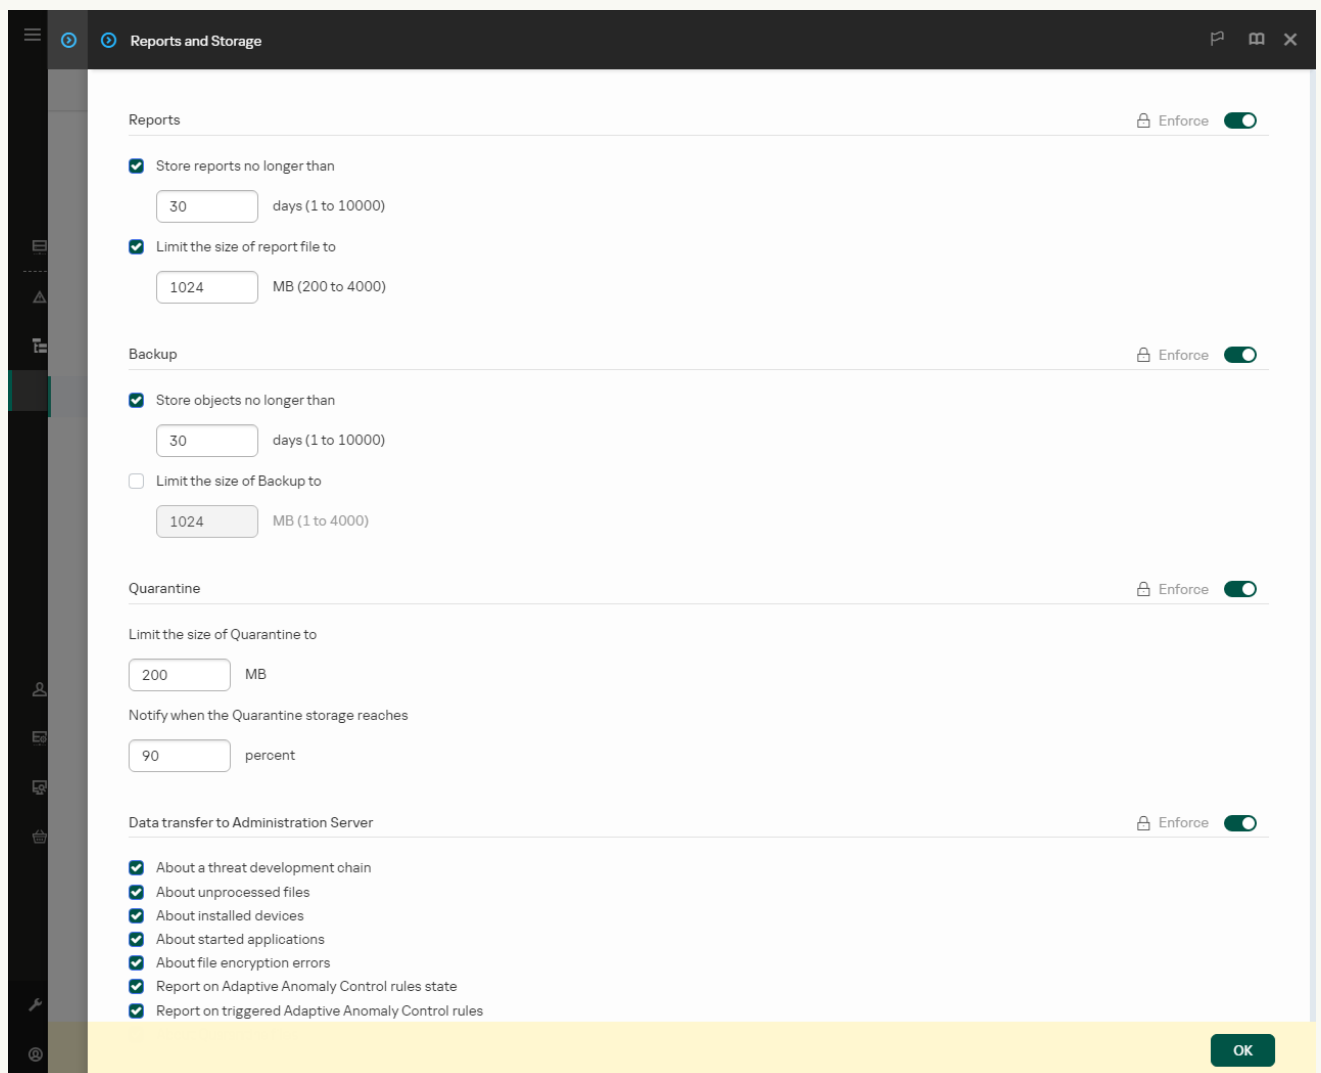 Reports and Storage
Reports
Enforce
Store reports no longer than
30 days (1 to 10000)
Limit the size of report file to
1024 MB (200 to 4000)
Backup
Enforce
Store objects no longer than
30 days (1 to 10000)
Limit the size of Backup to
1024 MB (1 to 4000)
Quarantine
Enforce
Limit the size of Quarantine to
200 MB
Notify when the Quarantine storage reaches
90 percent
Data transfer to Administration Server
Enforce
About a threat development chain
About unprocessed files
About installed devices
About started applications
About file encryption errors
Report on Adaptive Anomaly Control rules state
Report on triggered Adaptive Anomaly Control rules
OK